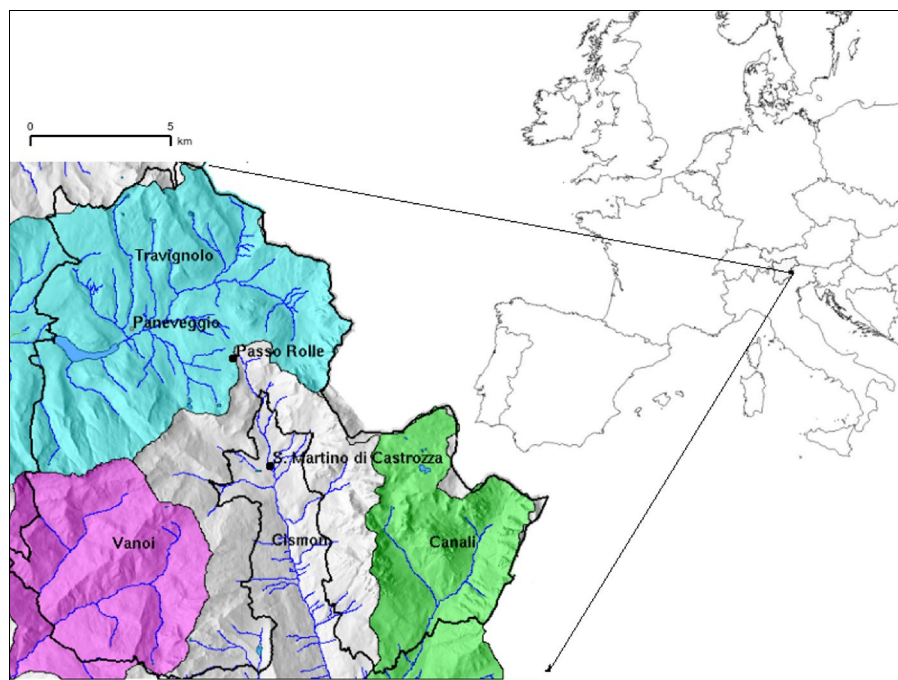 0 5
km
Travignolo
Paneveggio
Passo Rolle
S. Martino di Castrozza
Vanoi
Cismon
Canali